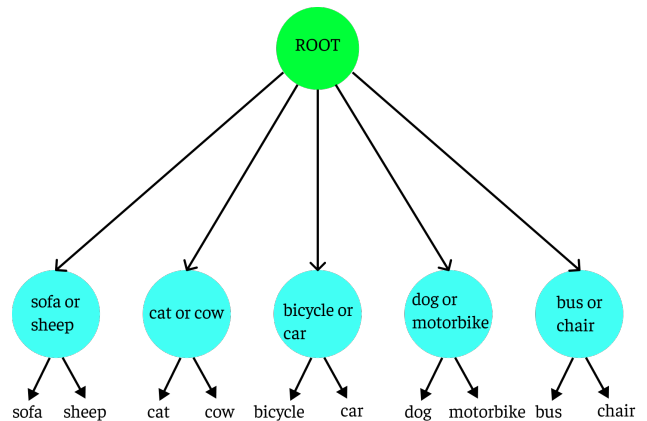 ROOT
sofa or
sheep
cat or cow
bicycle or
car
dog or
motorbike
bus or
chair
sofa
sheep
cat
cow
bicycle
car
dog
motorbike
bus
chair